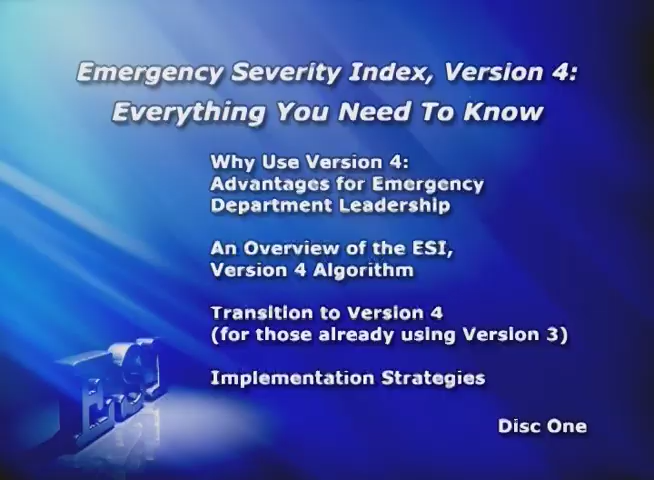 Emergency Severity Index, Version 4:
Everything You Need To Know
Why Use Version 4:
Advantages for Emergency
Department Leadership
An Overview of the ESI,
Version 4 Algorithm
Transition to Version 4
(for those already using Version 3)
Implementation Strategies
ESI
Disc One